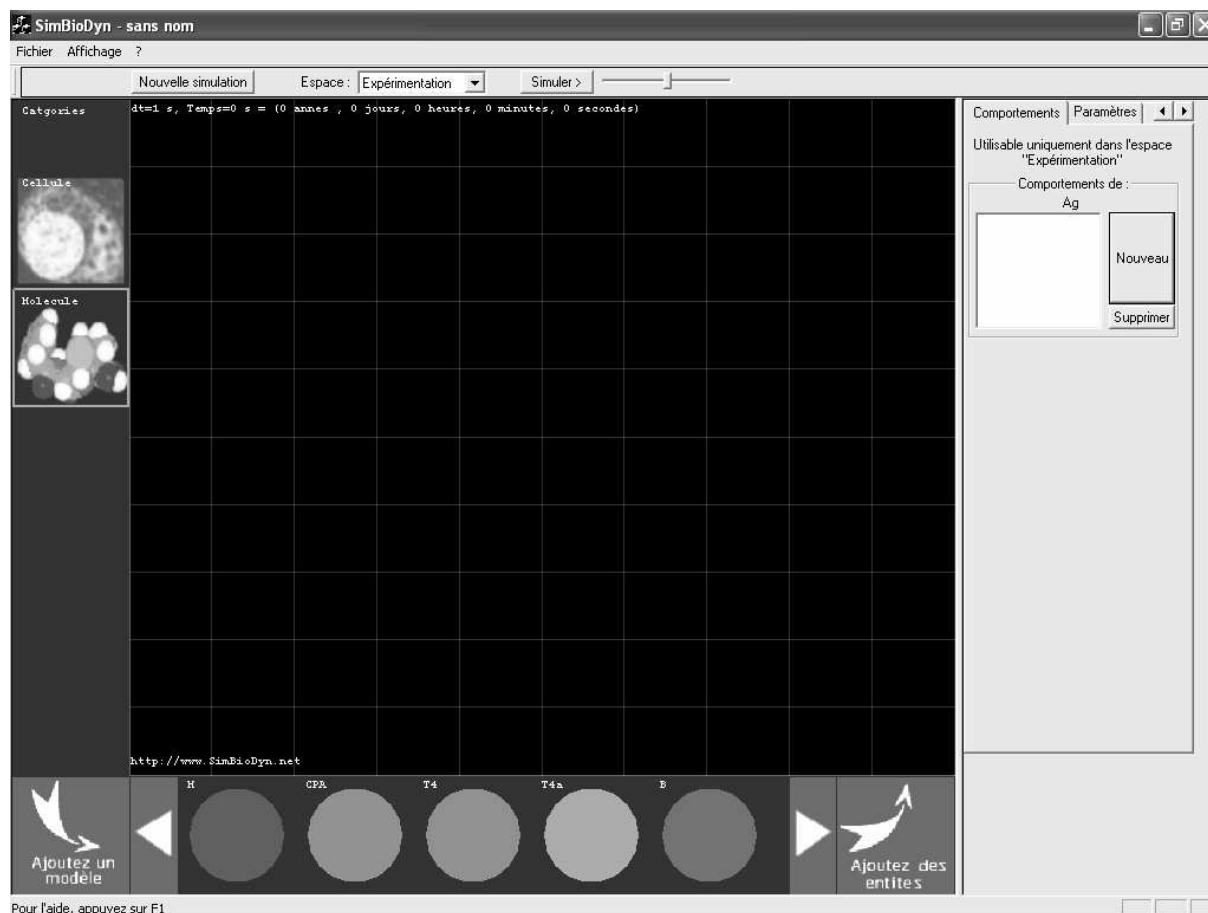 SimBioDyn - sans nom
Fichier Affichage ?
Nouvelle simulation Espace : Expérimentation Simuler >
Catgories
dt=1 s, Temps=0 s = (0 annes , 0 jours, 0 heures, 0 minutes, 0 secondes)
Cellule
Molecule
http://www.SimBioDyn.net
Comportements Paramètres
Utilisable uniquement dans l'espace
"Expérimentation"
Comportements de :
Ag
Nouveau
Supprimer
Ajoutez un
modèle
H CPA T4 T4a B
Ajoutez des
entites
Pour l'aide, appuyez sur F1